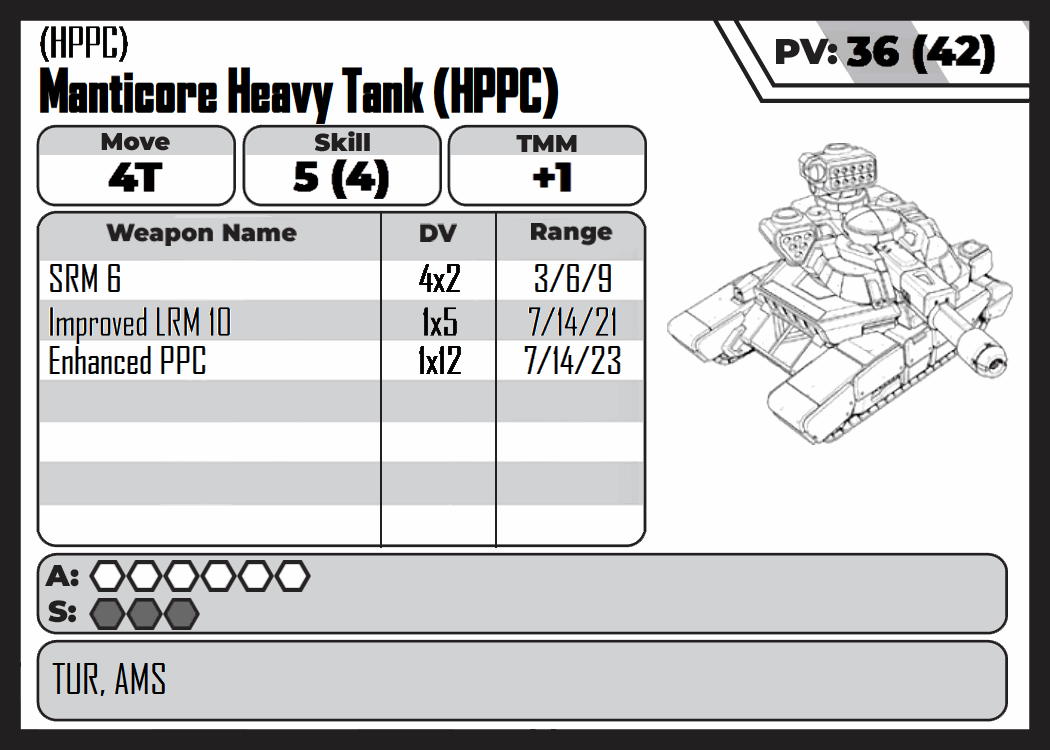 (HPPC)
Manticore Heavy Tank (HPPC)
PV: 36 (42)
Move Skill TMM
4T 5 (4) +1
Weapon Name DV Range
SRM 6 4x2 3/6/9
Improved LRM 10 1x5 7/14/21
Enhanced PPC 1x12 7/14/23
A:
S:
TUR, AMS